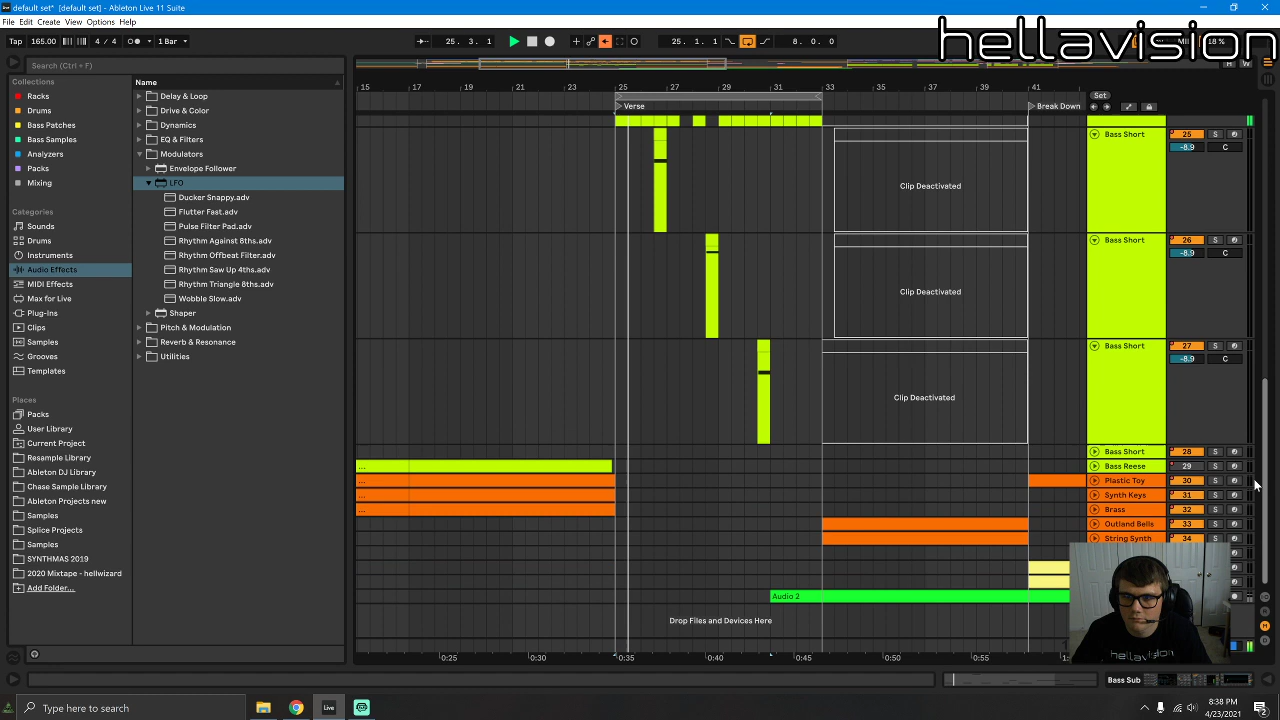 default set* [default set] - Ableton Live 11 Suite
File Edit Create View Options Help
Tap 165.00 4 / 4 1 Bar 25. 3. 1 25. 1. 1 8. 0. 0 18 %
hellavision
Search (Ctrl + F)
Collections
Racks
Drums
Bass Patches
Bass Samples
Analyzers
Packs
Mixing
Categories
Sounds
Drums
Instruments
Audio Effects
MIDI Effects
Max for Live
Plug-Ins
Clips
Samples
Grooves
Templates
Places
Packs
User Library
Current Project
Resample Library
Ableton DJ Library
Chase Sample Library
Ableton Projects new
Samples
Splice Projects
Samples
SYNTHMAS 2019
2020 Mixtape - hellwizard
Add Folder...
Name
Delay & Loop
Drive & Color
Dynamics
EQ & Filters
Modulators
Envelope Follower
LFO
Ducker Snappy.adv
Flutter Fast.adv
Pulse Filter Pad.adv
Rhythm Against 8ths.adv
Rhythm Offbeat Filter.adv
Rhythm Saw Up 4ths.adv
Rhythm Triangle 8ths.adv
Wobble Slow.adv
Shaper
Pitch & Modulation
Reverb & Resonance
Utilities
15 17 19 21 23 25 27 29 31 33 35 37 39 41
Set
H W
Verse
Break Down
Clip Deactivated
Clip Deactivated
Clip Deactivated
Bass Short 25 S
-8.9 C
Bass Short 26 S
-8.9 C
Bass Short 27 S
-8.9 C
Bass Short 28 S
Bass Reese 29 S
Plastic Toy 30 S
Synth Keys 31 S
Brass 32 S
Outland Bells 33 S
String Synth 34 S
Audio 2
Drop Files and Devices Here
0:25 0:30 0:35 0:40 0:45 0:50 0:55
Bass Sub
hellavision
Type here to search
Live
8:38 PM
4/23/2021